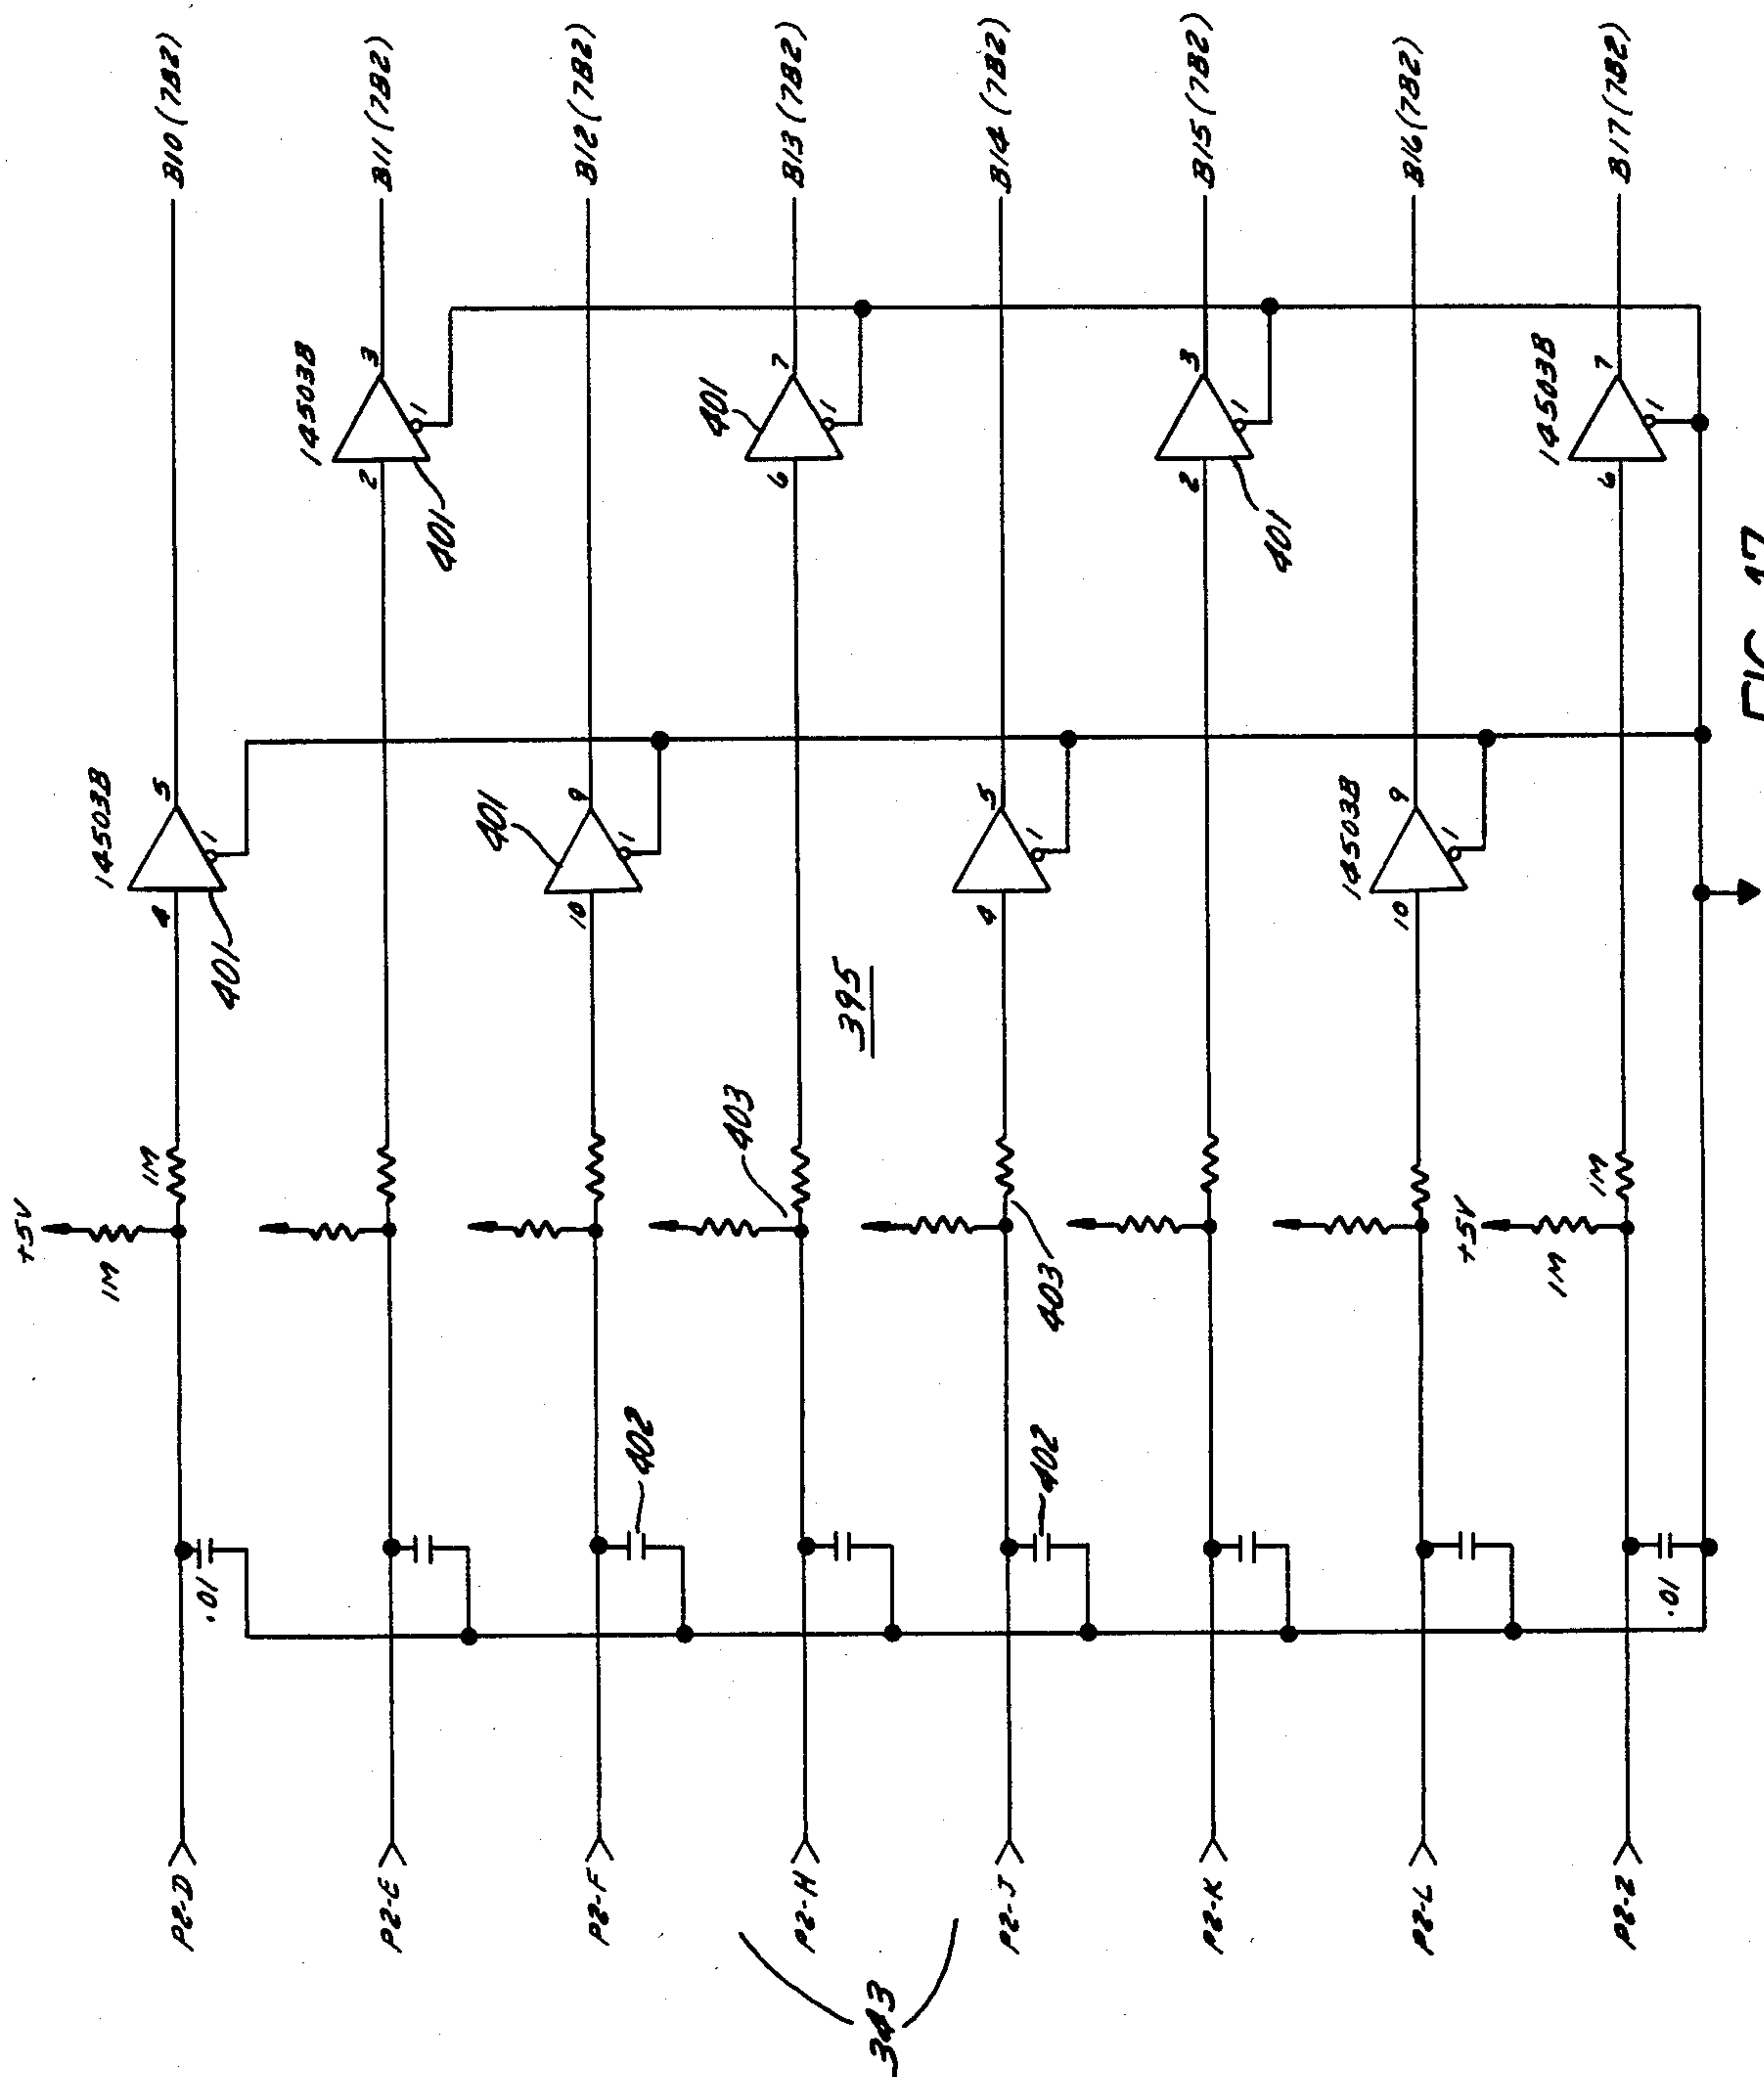 P2-D
.01
+5V
1M
1M
4
14503B
5
1
401
B10(7B2)
P2-E
2
14503B
3
1
401
B11(7B2)
P2-F
402
10
401
9
1
B12(7B2)
P2-H
403
6
401
7
1
B13(7B2)
343
395
P2-J
402
403
4
5
1
B14(7B2)
P2-K
2
3
1
401
B15(7B2)
P2-L
10
14503B
9
1
B16(7B2)
P2-Z
.01
+5V
1M
1M
6
14503B
7
1
B17(7B2)
FIG. 17